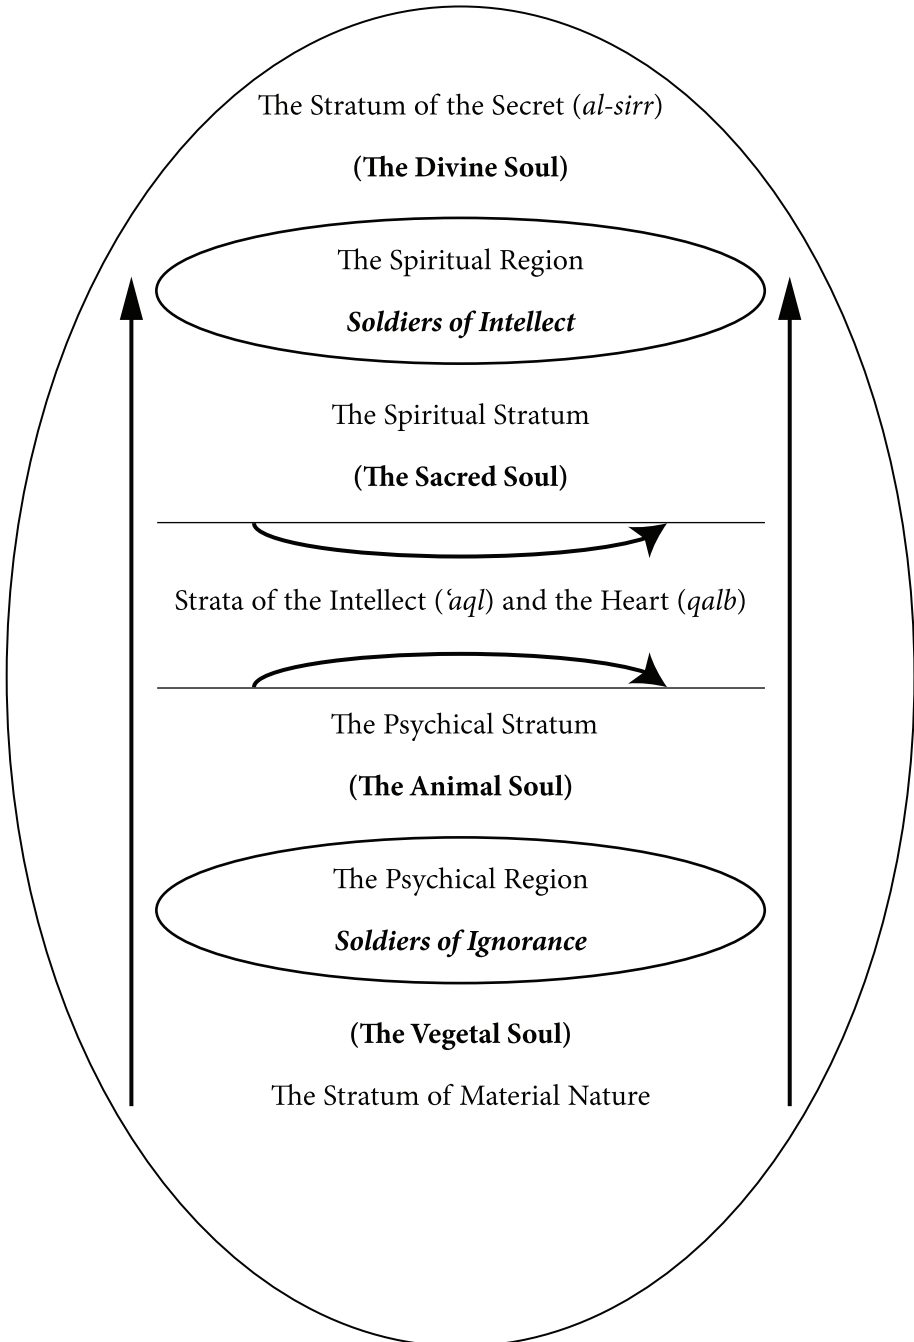 The Stratum of the Secret (al-sirr)
(The Divine Soul)
The Spiritual Region
Soldiers of Intellect
The Spiritual Stratum
(The Sacred Soul)
Strata of the Intellect (ʿaql) and the Heart (qalb)
The Psychical Stratum
(The Animal Soul)
The Psychical Region
Soldiers of Ignorance
(The Vegetal Soul)
The Stratum of Material Nature